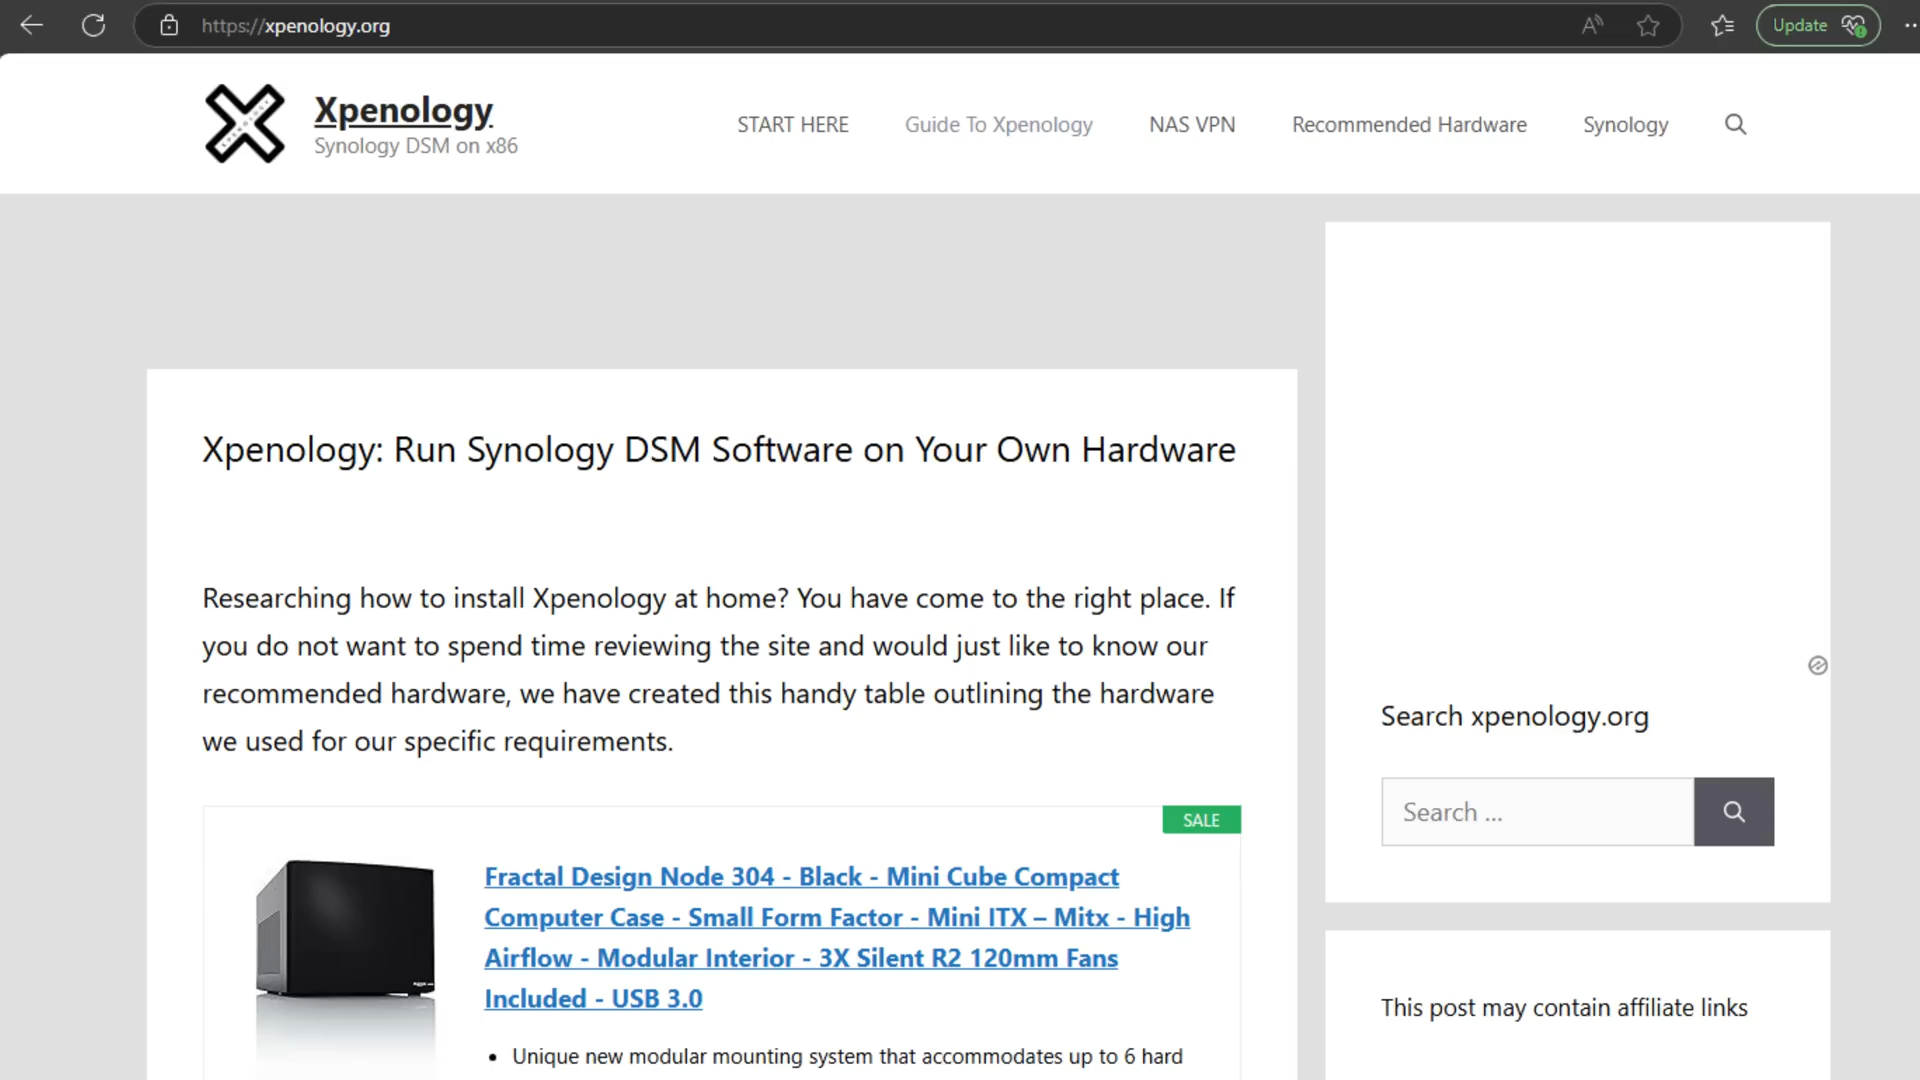 https://xpenology.org
Update
Xpenology
Synology DSM on x86
START HERE
Guide To Xpenology
NAS VPN
Recommended Hardware
Synology
Xpenology: Run Synology DSM Software on Your Own Hardware
Researching how to install Xpenology at home? You have come to the right place. If
you do not want to spend time reviewing the site and would just like to know our
recommended hardware, we have created this handy table outlining the hardware
we used for our specific requirements.
SALE
Fractal Design Node 304 - Black - Mini Cube Compact
Computer Case - Small Form Factor - Mini ITX – Mitx - High
Airflow - Modular Interior - 3X Silent R2 120mm Fans
Included - USB 3.0
• Unique new modular mounting system that accommodates up to 6 hard
Search xpenology.org
Search ...
This post may contain affiliate links